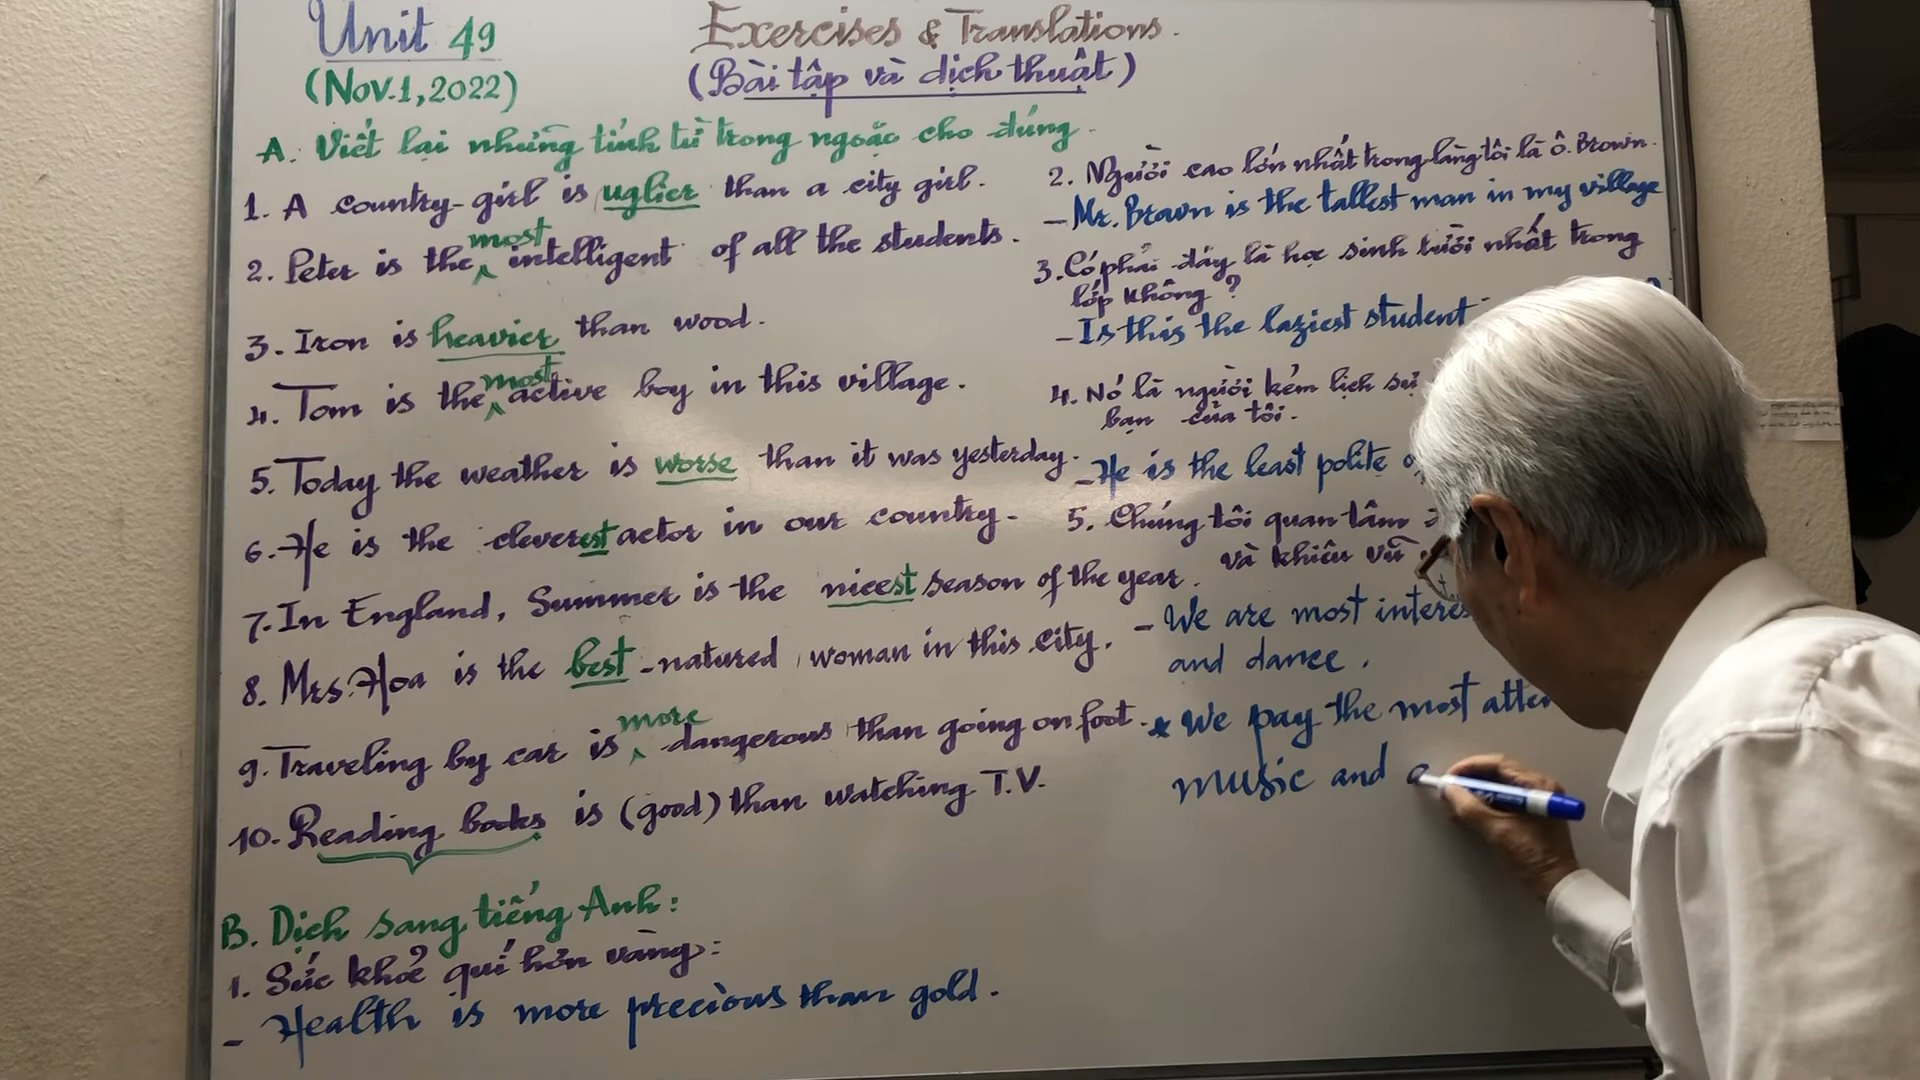 Unit 49
(Nov.1,2022)
Exercises & Translations.
(Bài tập và dịch thuật)
A. Viết lại những tính từ trong ngoặc cho đúng.
1. A country-girl is uglier than a city girl.
most
2. Peter is the ^ intelligent of all the students.
3. Iron is heavier than wood.
most
4. Tom is the ^ active boy in this village.
5. Today the weather is worse than it was yesterday.
6. He is the cleverest actor in our country.
7. In England, Summer is the nicest season of the year.
8. Mrs. Hoa is the best-natured woman in this city.
more
9. Traveling by car is ^ dangerous than going on foot.
10. Reading books is (good) than watching T.V.
B. Dịch sang tiếng Anh:
1. Sức khoẻ quí hơn vàng:
- Health is more precious than gold.
2. Người cao lớn nhất trong làng tôi là ô. Brown.
- Mr. Brown is the tallest man in my village
3. Có phải đây là học sinh lười nhất trong
lớp không ?
- Is this the laziest student ?
4. Nó là người kém lịch sự
bạn của tôi.
- He is the least polite
5. Chúng tôi quan tâm
và khiêu vũ
- We are most
and dance.
* We pay the most
music and